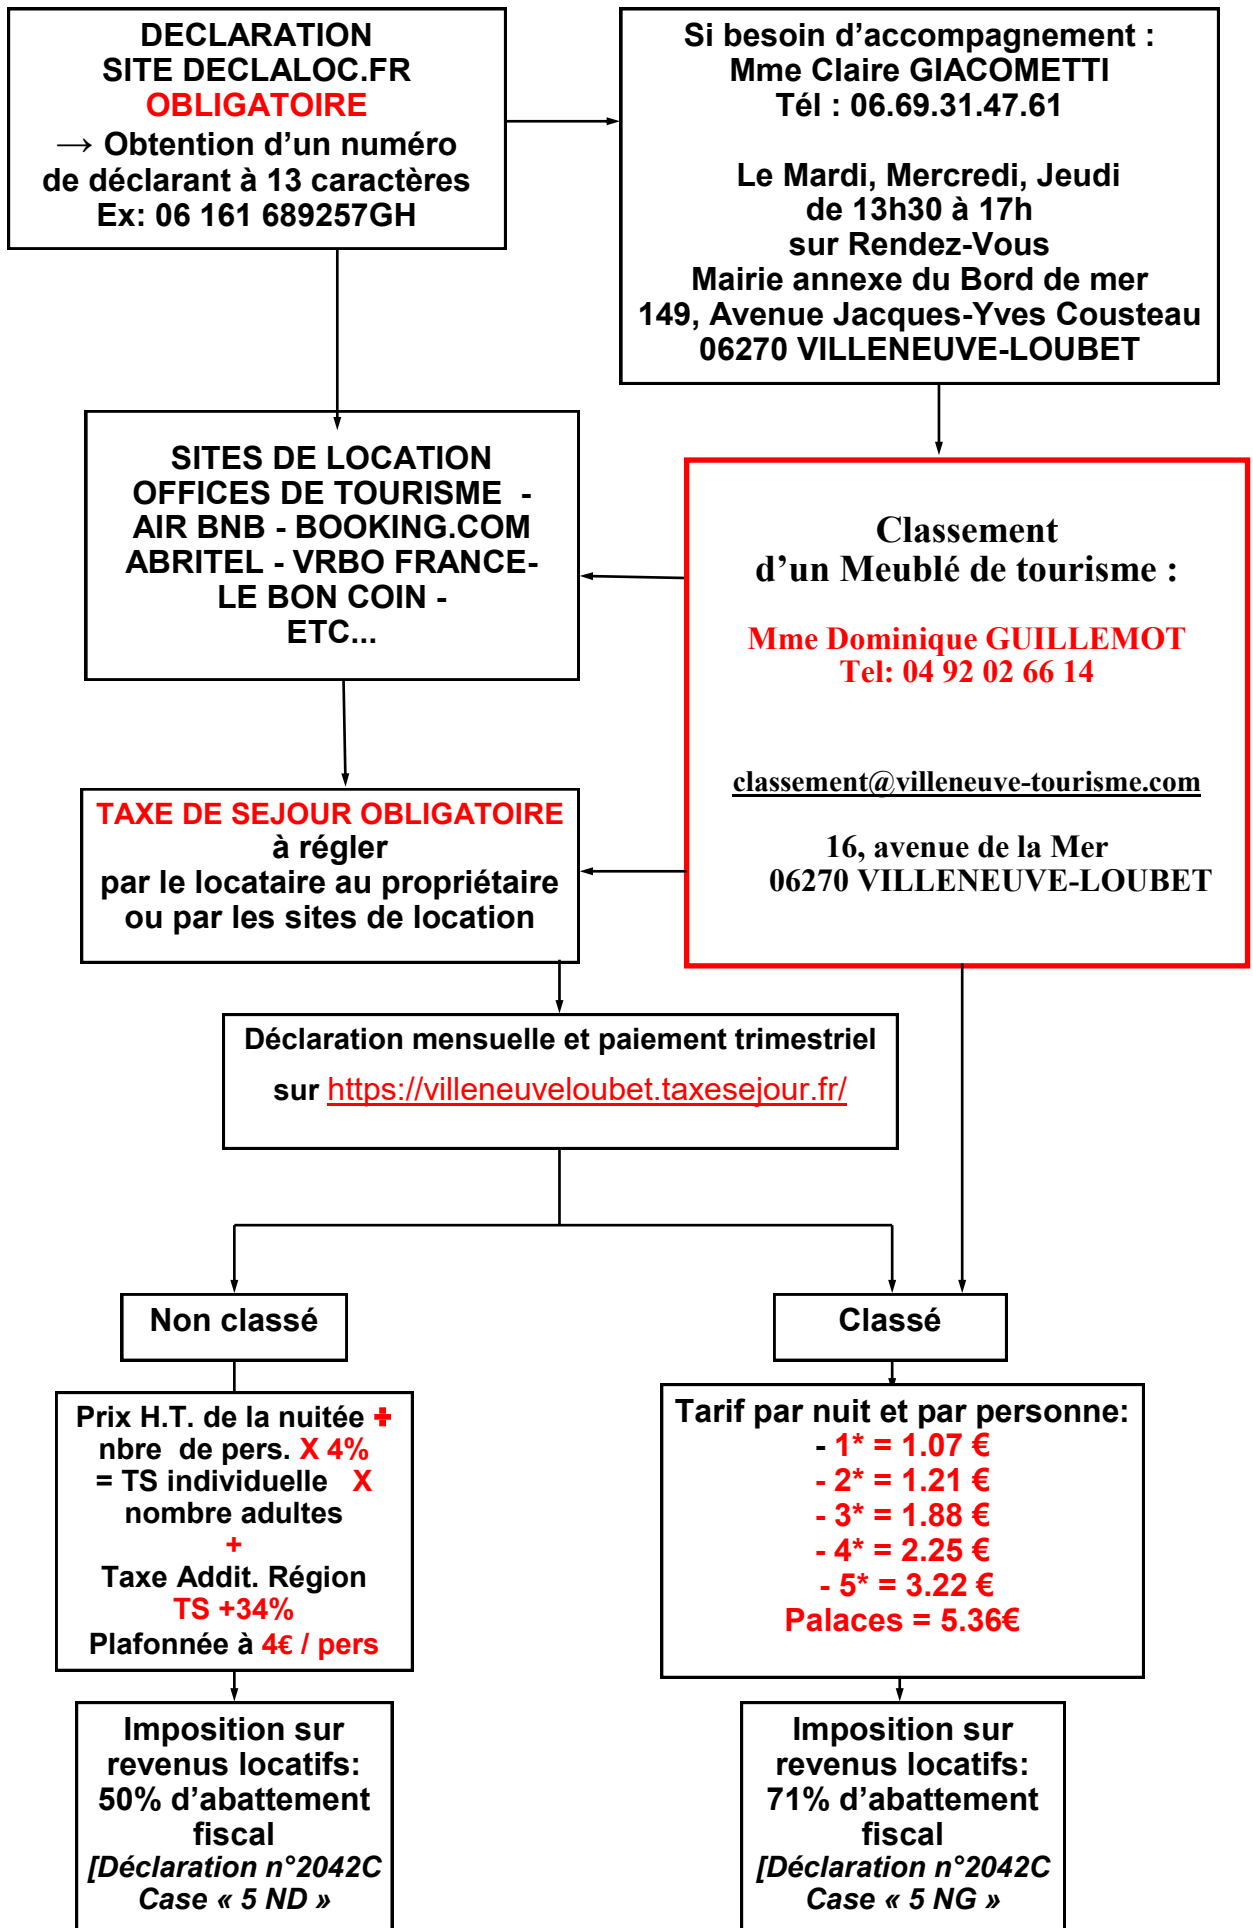 DECLARATION
SITE DECLALOC.FR
OBLIGATOIRE
→ Obtention d’un numéro
de déclarant à 13 caractères
Ex: 06 161 689257GH
Si besoin d’accompagnement :
Mme Claire GIACOMETTI
Tél : 06.69.31.47.61
Le Mardi, Mercredi, Jeudi
de 13h30 à 17h
sur Rendez-Vous
Mairie annexe du Bord de mer
149, Avenue Jacques-Yves Cousteau
06270 VILLENEUVE-LOUBET
SITES DE LOCATION
OFFICES DE TOURISME -
AIR BNB - BOOKING.COM
ABRITEL - VRBO FRANCE-
LE BON COIN -
ETC...
Classement
d’un Meublé de tourisme :
Mme Dominique GUILLEMOT
Tel: 04 92 02 66 14
classement@villeneuve-tourisme.com
16, avenue de la Mer
06270 VILLENEUVE-LOUBET
TAXE DE SEJOUR OBLIGATOIRE
à régler
par le locataire au propriétaire
ou par les sites de location
Déclaration mensuelle et paiement trimestriel
sur https://villeneuveloubet.taxesejour.fr/
Non classé
Prix H.T. de la nuitée +
nbre de pers. X 4%
= TS individuelle X
nombre adultes
+
Taxe Addit. Région
TS +34%
Plafonnée à 4€ / pers
Imposition sur
revenus locatifs:
50% d’abattement
fiscal
[Déclaration n°2042C
Case « 5 ND »
Classé
Tarif par nuit et par personne:
- 1* = 1.07 €
- 2* = 1.21 €
- 3* = 1.88 €
- 4* = 2.25 €
- 5* = 3.22 €
Palaces = 5.36€
Imposition sur
revenus locatifs:
71% d’abattement
fiscal
[Déclaration n°2042C
Case « 5 NG »